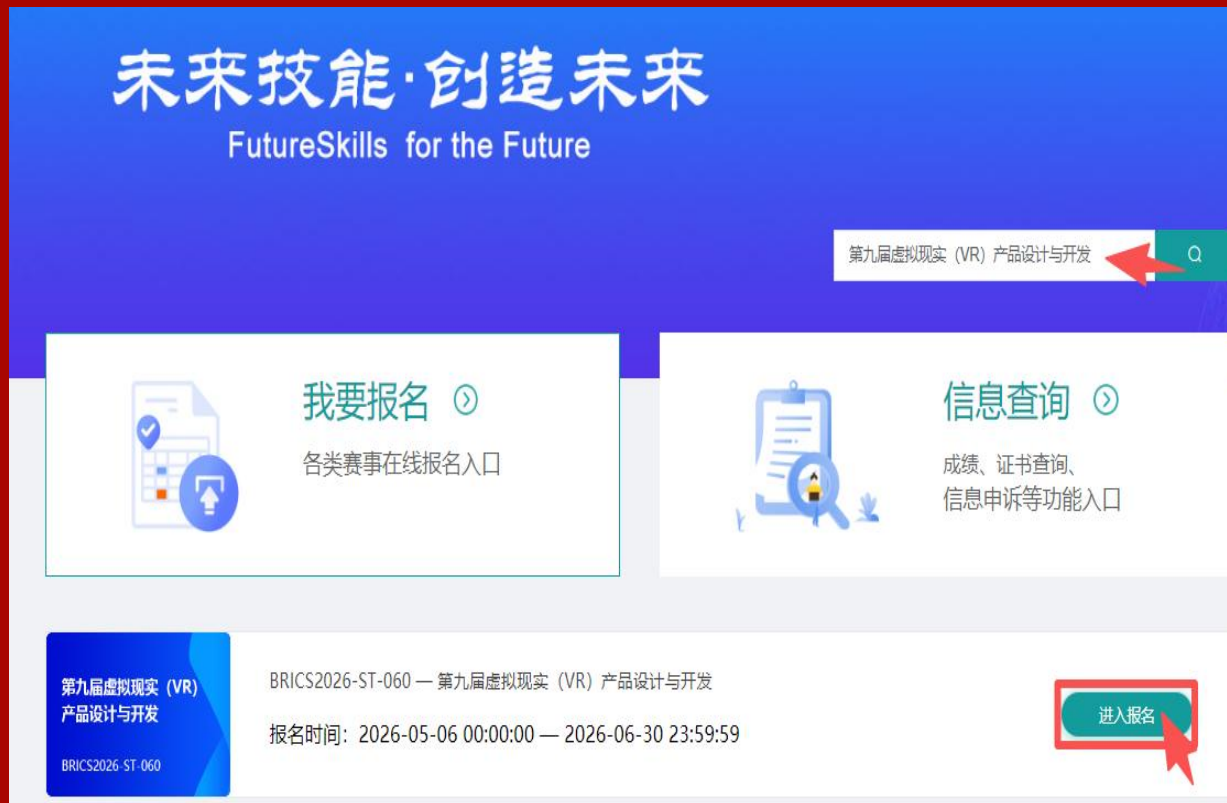 未来技能·创造未来
FutureSkills for the Future
第九届虚拟现实（VR）产品设计与开发
我要报名
各类赛事在线报名入口
信息查询
成绩、证书查询、
信息申诉等功能入口
第九届虚拟现实（VR）
产品设计与开发
BRICS2026-ST-060
BRICS2026-ST-060 — 第九届虚拟现实（VR）产品设计与开发
报名时间：2026-05-06 00:00:00 — 2026-06-30 23:59:59
进入报名